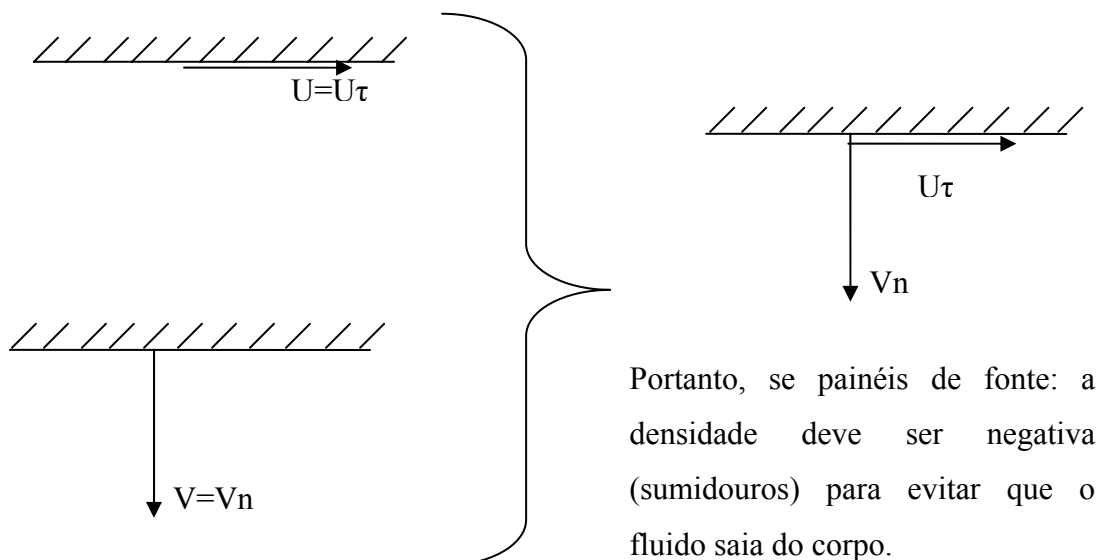 U=Uτ
V=Vn
Uτ
Vn
Portanto, se painéis de fonte: a
densidade deve ser negativa
(sumidouros) para evitar que o
fluido saia do corpo.